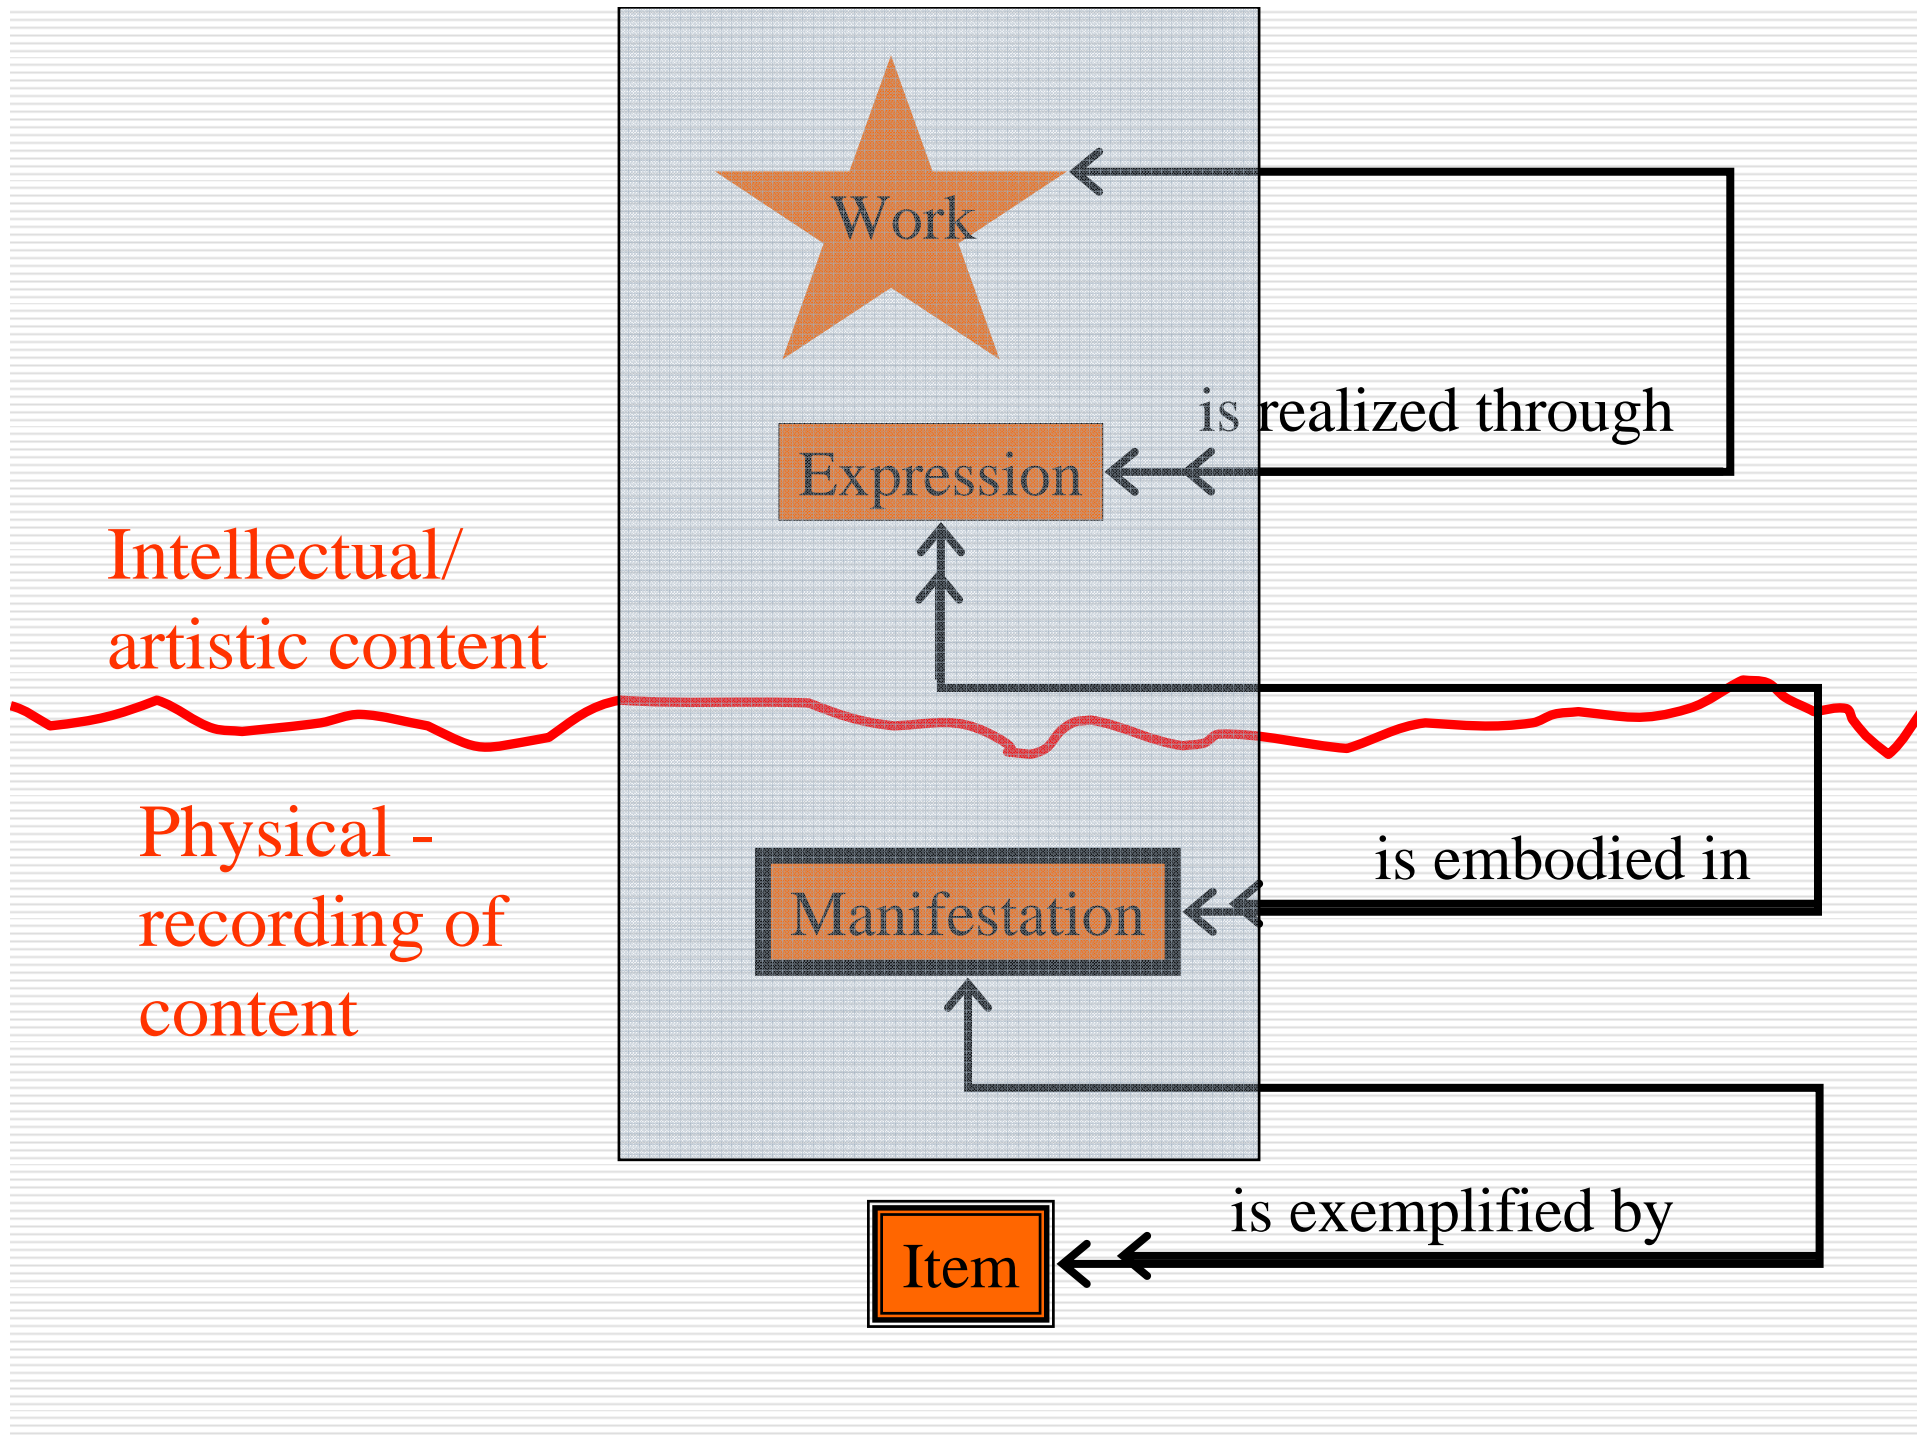 Work
is realized through
Expression
Intellectual/
artistic content
Physical -
recording of
content
is embodied in
Manifestation
is exemplified by
Item